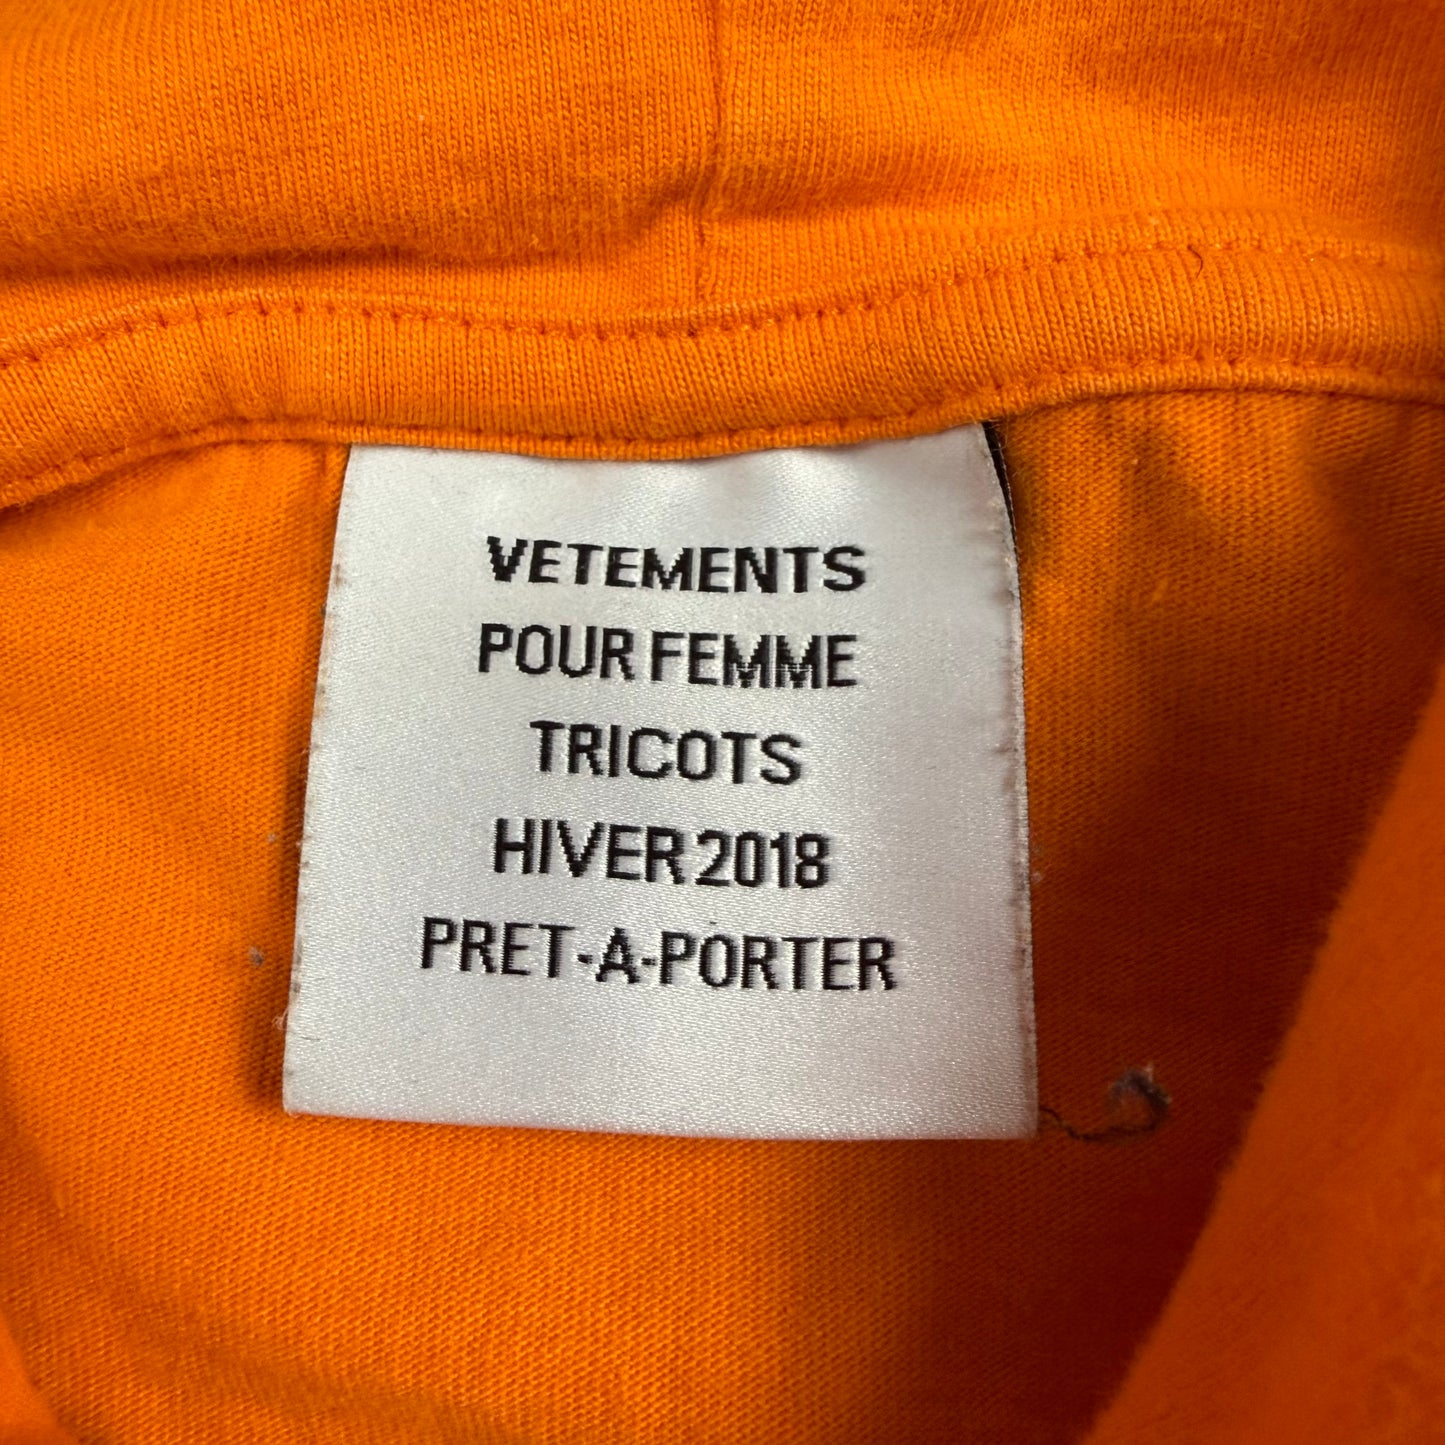 VETEMENTS
POUR FEMME
TRICOTS
HIVER 2018
PRET-A-PORTER